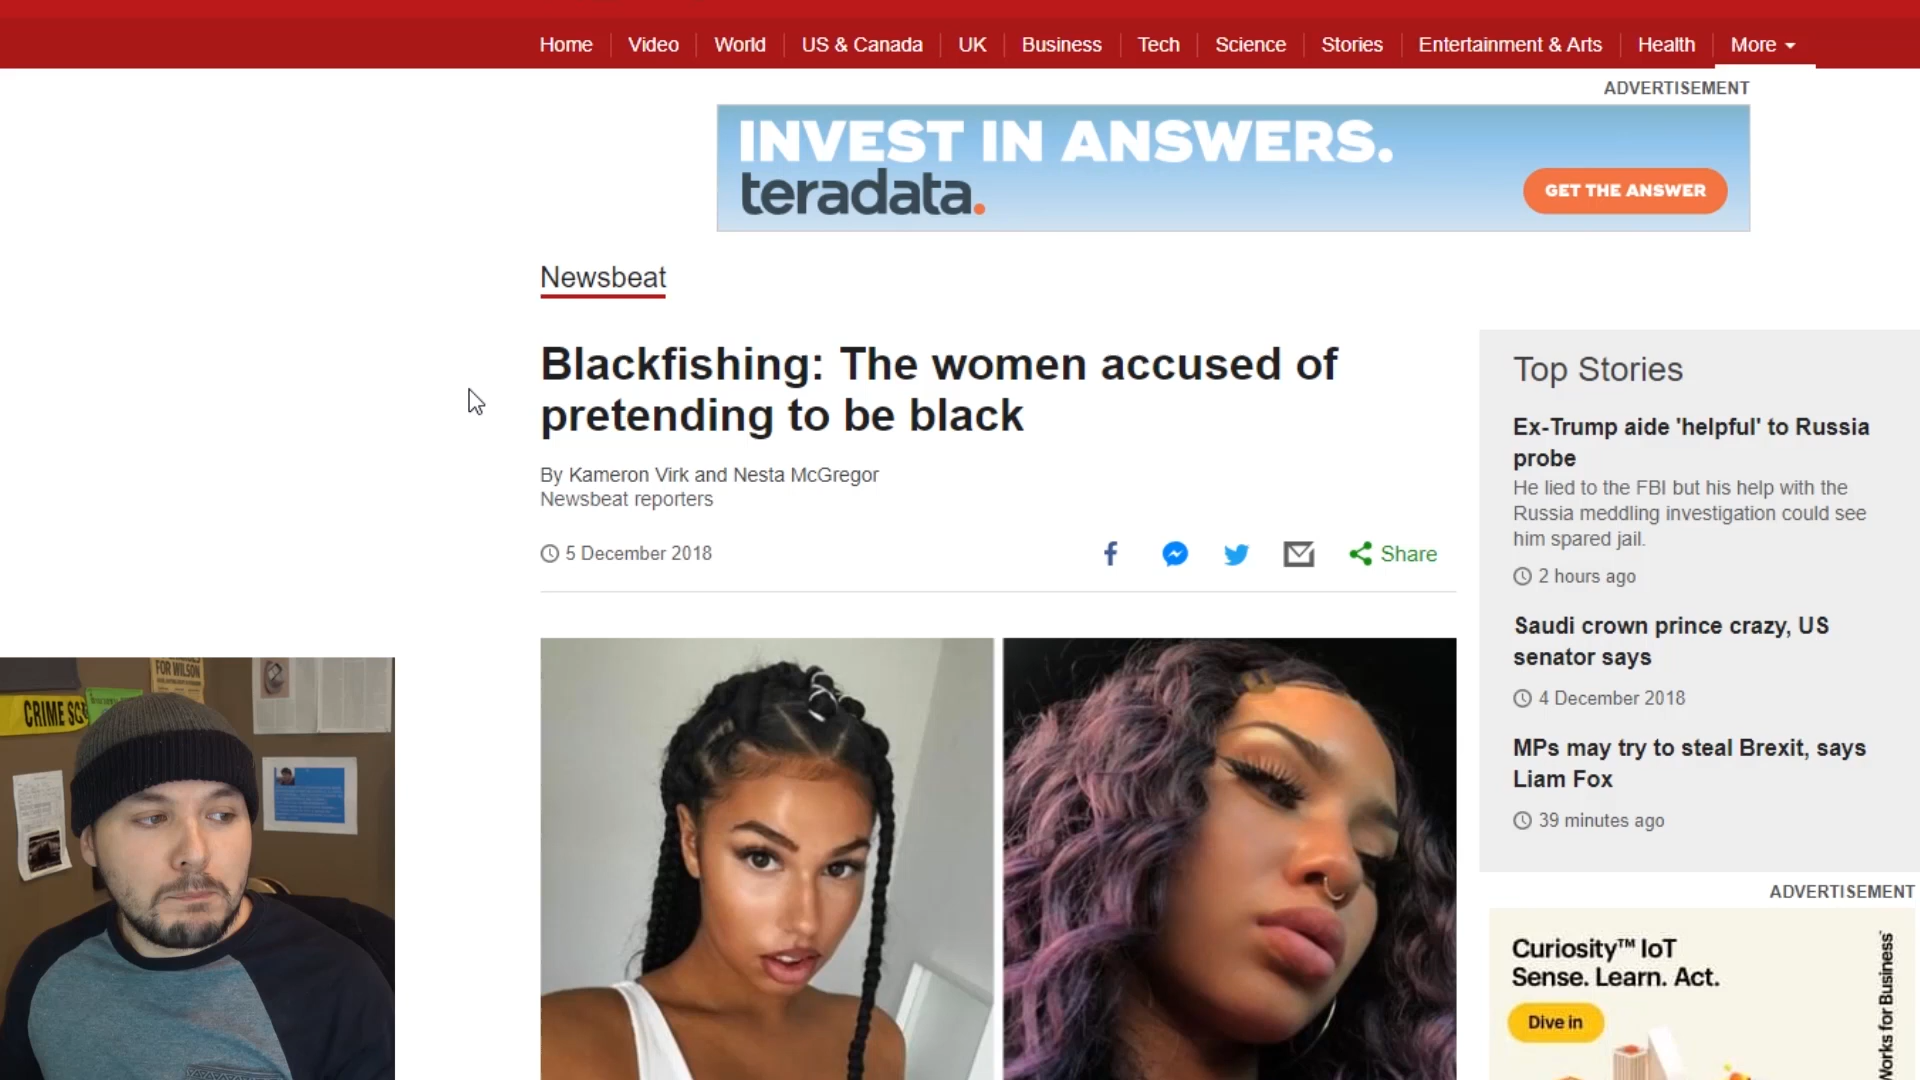 Home Video World US & Canada UK Business Tech Science Stories Entertainment & Arts Health More
ADVERTISEMENT
INVEST IN ANSWERS.
teradata.
GET THE ANSWER
Newsbeat
Blackfishing: The women accused of
pretending to be black
By Kameron Virk and Nesta McGregor
Newsbeat reporters
5 December 2018
Share
Top Stories
Ex-Trump aide 'helpful' to Russia
probe
He lied to the FBI but his help with the
Russia meddling investigation could see
him spared jail.
2 hours ago
Saudi crown prince crazy, US
senator says
4 December 2018
MPs may try to steal Brexit, says
Liam Fox
39 minutes ago
ADVERTISEMENT
Curiosity™ IoT
Sense. Learn. Act.
Dive in
Works for Business
FOR WILSON
CRIME SC